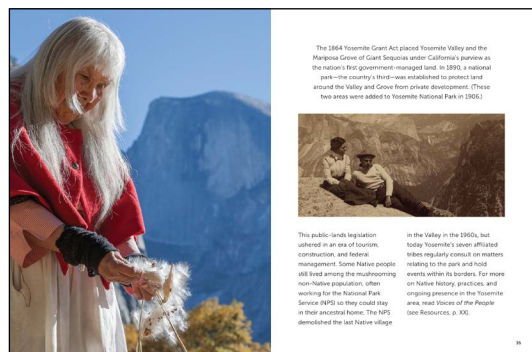 The 1864 Yosemite Grant Act placed Yosemite Valley and the
Mariposa Grove of Giant Sequoias under California's purview as
the nation's first government-managed land. In 1890, a national
park—the country's third—was established to protect land
around the Valley and Grove from private development. (These
two areas were added to Yosemite National Park in 1906.)
This public-lands legislation
ushered in an era of tourism,
construction, and federal
management. Some Native people
still lived among the mushrooming
non-Native population, often
working for the National Park
Service (NPS) so they could stay
in their ancestral home. The NPS
demolished the last Native village
in the Valley in the 1960s, but
today Yosemite's seven affiliated
tribes regularly consult on matters
relating to the park and hold
events within its borders. For more
on Native history, practices, and
ongoing presence in the Yosemite
area, read Voices of the People
(see Resources, p. XX).